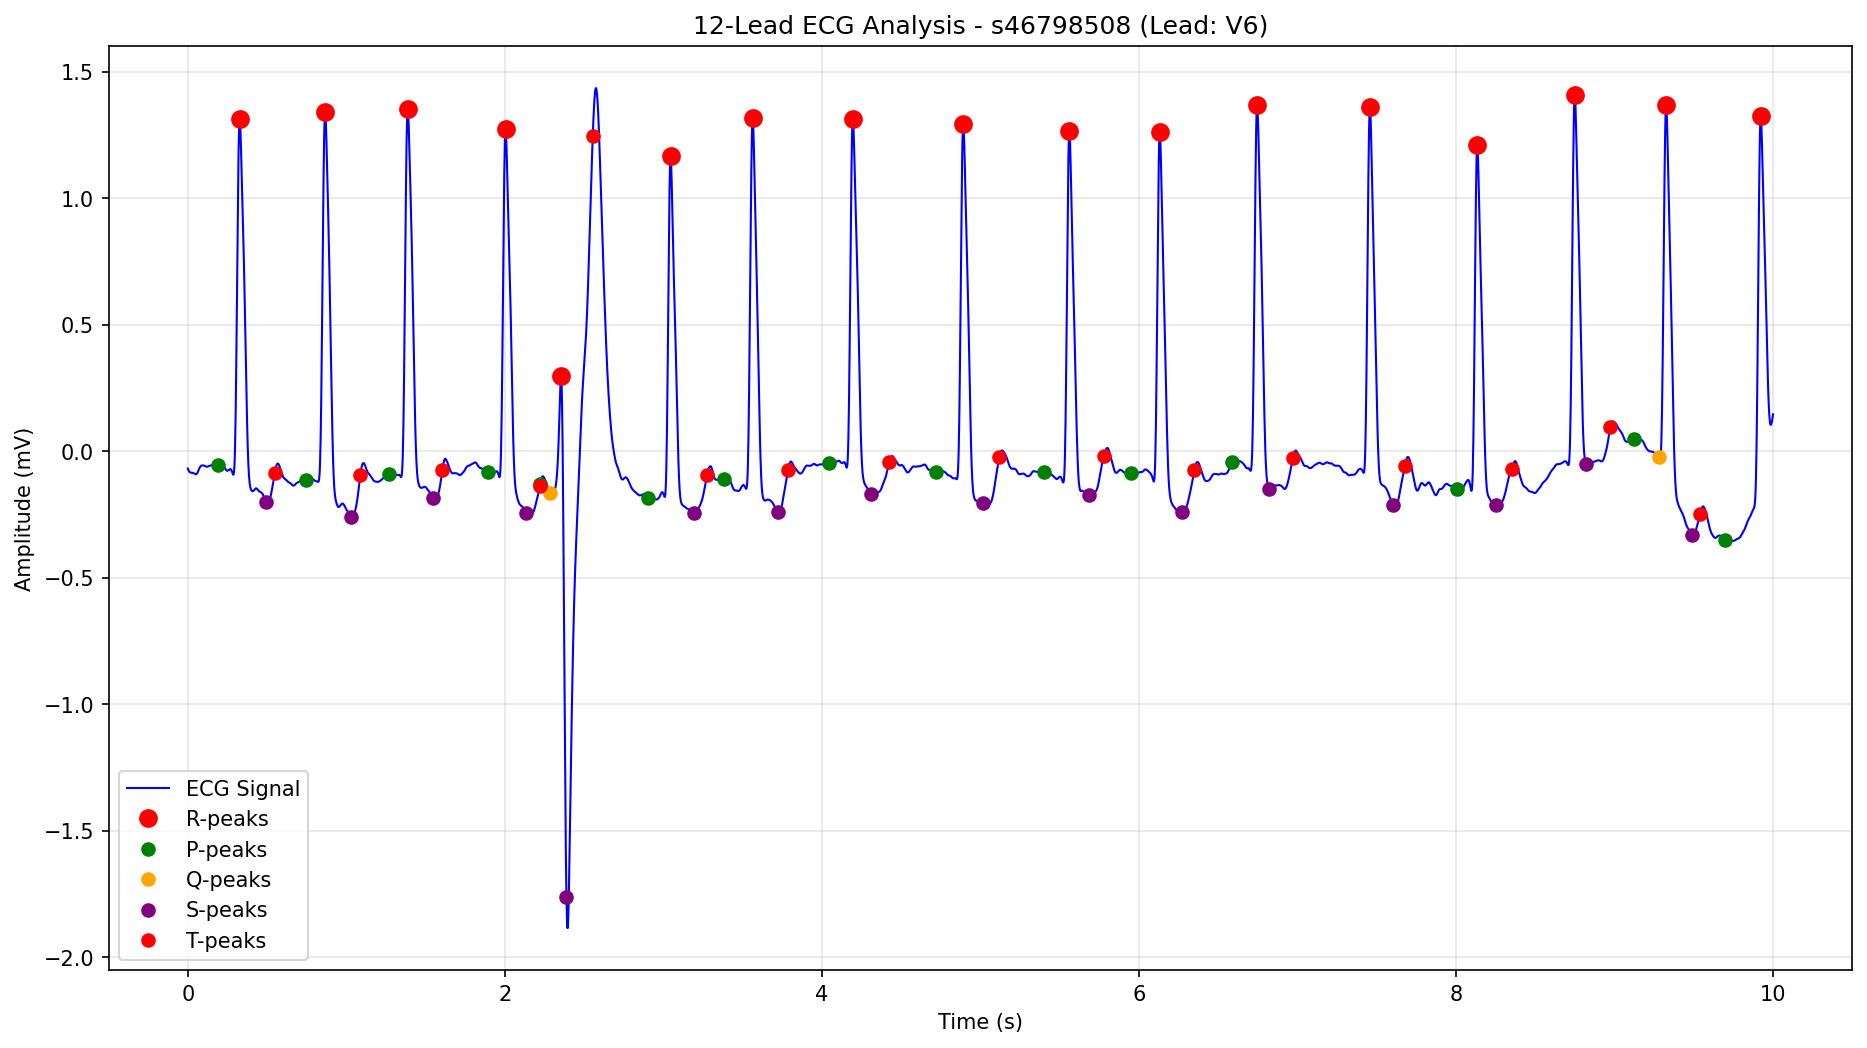 12-Lead ECG Analysis - s46798508 (Lead: V6)
Amplitude (mV)
1.5
1.0
0.5
0.0
−0.5
−1.0
−1.5
−2.0
ECG Signal
R-peaks
P-peaks
Q-peaks
S-peaks
T-peaks
0 2 4 6 8 10
Time (s)